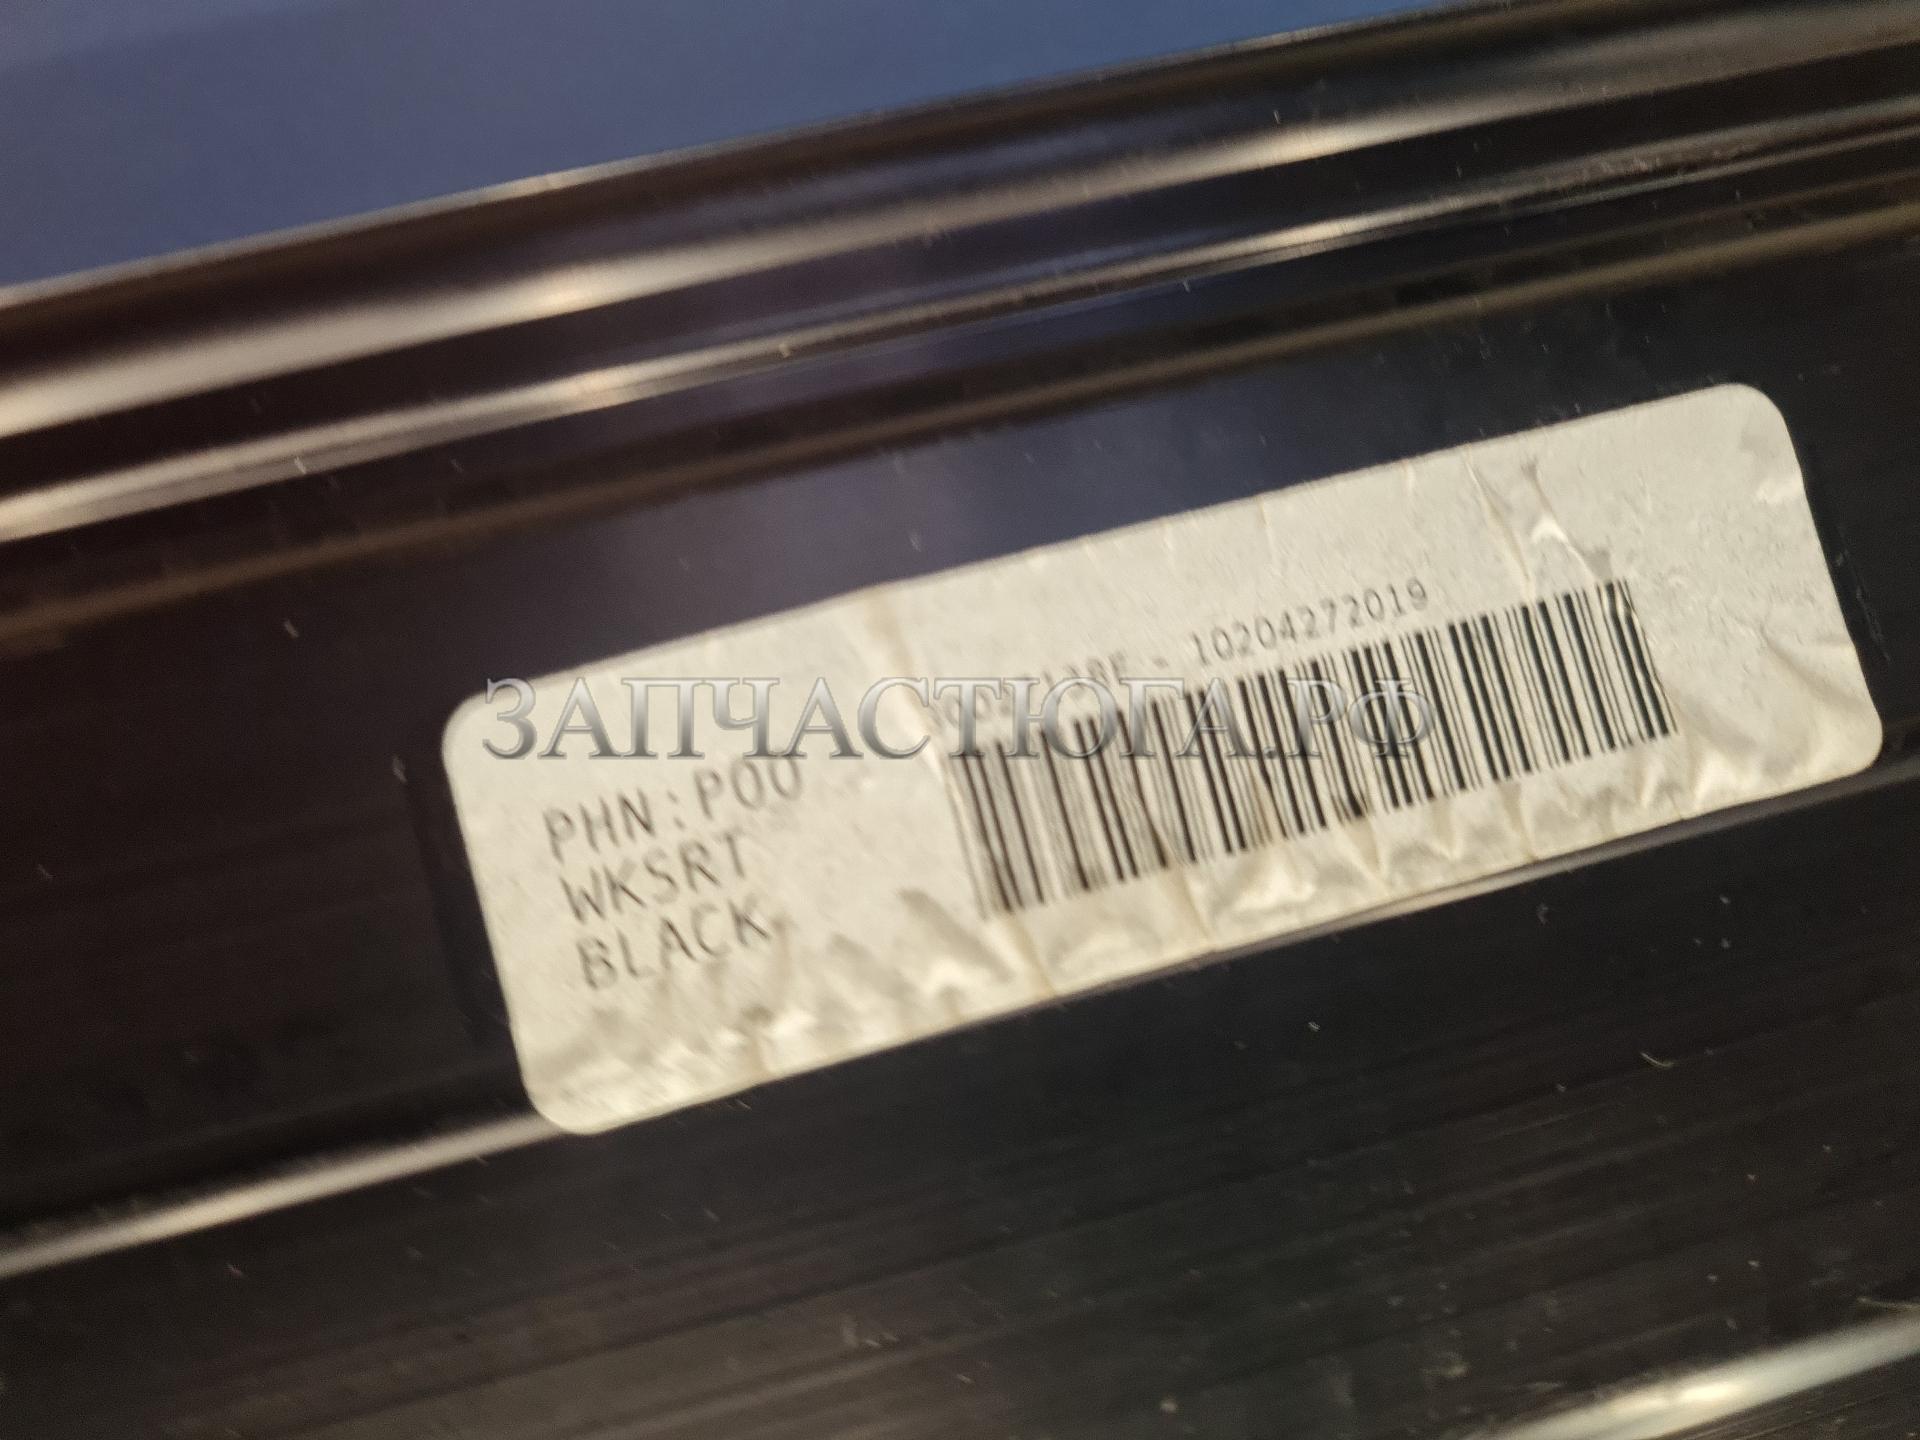 - 10204272019
ЗАПЧАСТЮГА.РФ
PHN:P00
WKSRT
BLACK